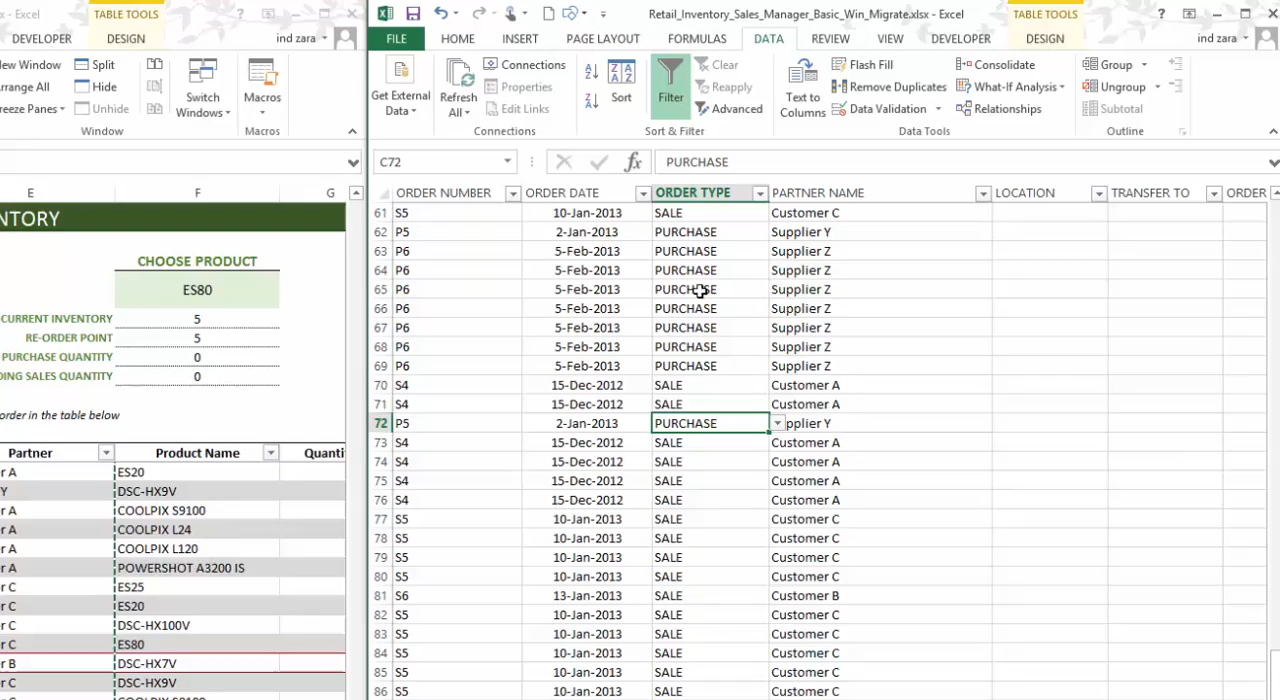 x - Excel
TABLE TOOLS
DEVELOPER
DESIGN
ind zara
ew Window
Split
range All
Hide
reeze Panes
Unhide
Switch Windows
Macros
Window
Macros
E F G
NTORY
CHOOSE PRODUCT
ES80
CURRENT INVENTORY 5
RE-ORDER POINT 5
PURCHASE QUANTITY 0
DING SALES QUANTITY 0
order in the table below
Partner Product Name Quanti
r A ES20
Y DSC-HX9V
r A COOLPIX S9100
r A COOLPIX L24
r A COOLPIX L120
r A POWERSHOT A3200 IS
r C ES25
r C ES20
r C DSC-HX100V
r C ES80
r B DSC-HX7V
r C DSC-HX9V
Retail_Inventory_Sales_Manager_Basic_Win_Migrate.xlsx - Excel
TABLE TOOLS
FILE HOME INSERT PAGE LAYOUT FORMULAS DATA REVIEW VIEW DEVELOPER DESIGN
ind zara
Get External Data
Refresh All
Connections
Properties
Edit Links
Connections
Sort
Filter
Clear
Reapply
Advanced
Sort & Filter
Text to Columns
Flash Fill
Remove Duplicates
Data Validation
Consolidate
What-If Analysis
Relationships
Data Tools
Group
Ungroup
Subtotal
Outline
C72 fx PURCHASE
ORDER NUMBER ORDER DATE ORDER TYPE PARTNER NAME LOCATION TRANSFER TO ORDER
61 S5 10-Jan-2013 SALE Customer C
62 P5 2-Jan-2013 PURCHASE Supplier Y
63 P6 5-Feb-2013 PURCHASE Supplier Z
64 P6 5-Feb-2013 PURCHASE Supplier Z
65 P6 5-Feb-2013 PURCHASE Supplier Z
66 P6 5-Feb-2013 PURCHASE Supplier Z
67 P6 5-Feb-2013 PURCHASE Supplier Z
68 P6 5-Feb-2013 PURCHASE Supplier Z
69 P6 5-Feb-2013 PURCHASE Supplier Z
70 S4 15-Dec-2012 SALE Customer A
71 S4 15-Dec-2012 SALE Customer A
72 P5 2-Jan-2013 PURCHASE pplier Y
73 S4 15-Dec-2012 SALE Customer A
74 S4 15-Dec-2012 SALE Customer A
75 S4 15-Dec-2012 SALE Customer A
76 S4 15-Dec-2012 SALE Customer A
77 S5 10-Jan-2013 SALE Customer C
78 S5 10-Jan-2013 SALE Customer C
79 S5 10-Jan-2013 SALE Customer C
80 S5 10-Jan-2013 SALE Customer C
81 S6 13-Jan-2013 SALE Customer B
82 S5 10-Jan-2013 SALE Customer C
83 S5 10-Jan-2013 SALE Customer C
84 S5 10-Jan-2013 SALE Customer C
85 S5 10-Jan-2013 SALE Customer C
86 S5 10-Jan-2013 SALE Customer C